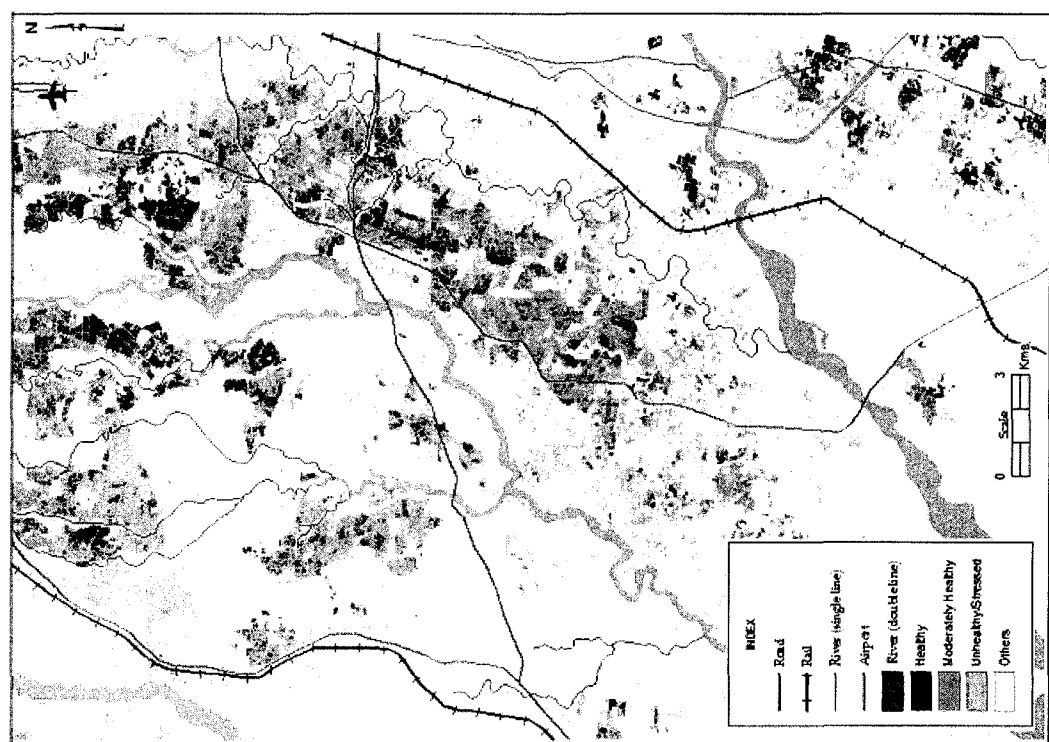 N
INDEX
Road
Rail
River (single line)
Airport
River (double line)
Healthy
Moderately Healthy
Unhealthy/Stressed
Others
0 Scale 3
Kms.